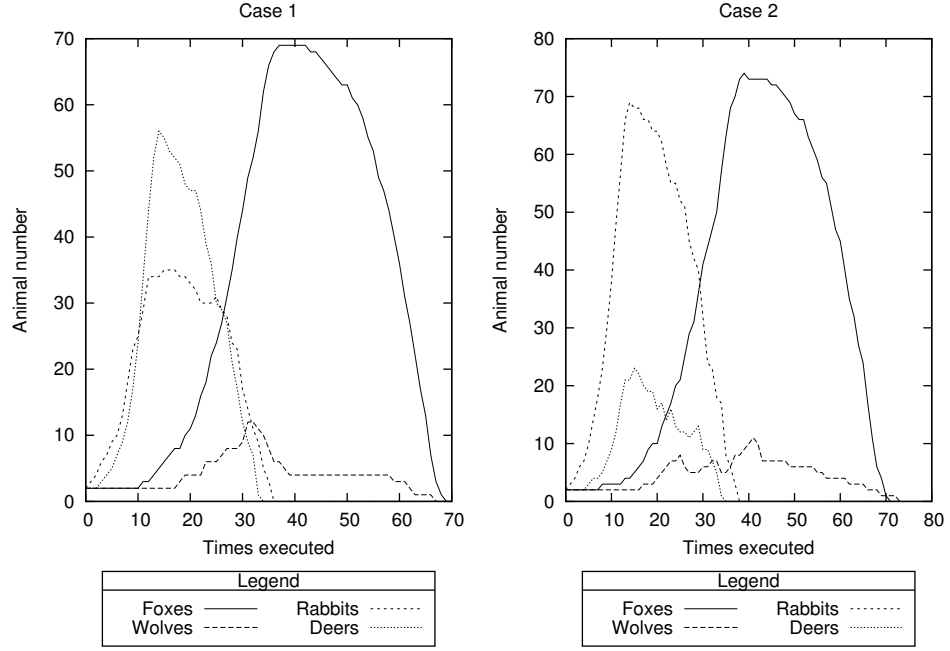 Case 1
70
60
50
40
30
20
10
0
Animal number
0 10 20 30 40 50 60 70
Times executed
Legend
Foxes Rabbits
Wolves Deers
Case 2
80
70
60
50
40
30
20
10
0
Animal number
0 10 20 30 40 50 60 70 80
Times executed
Legend
Foxes Rabbits
Wolves Deers